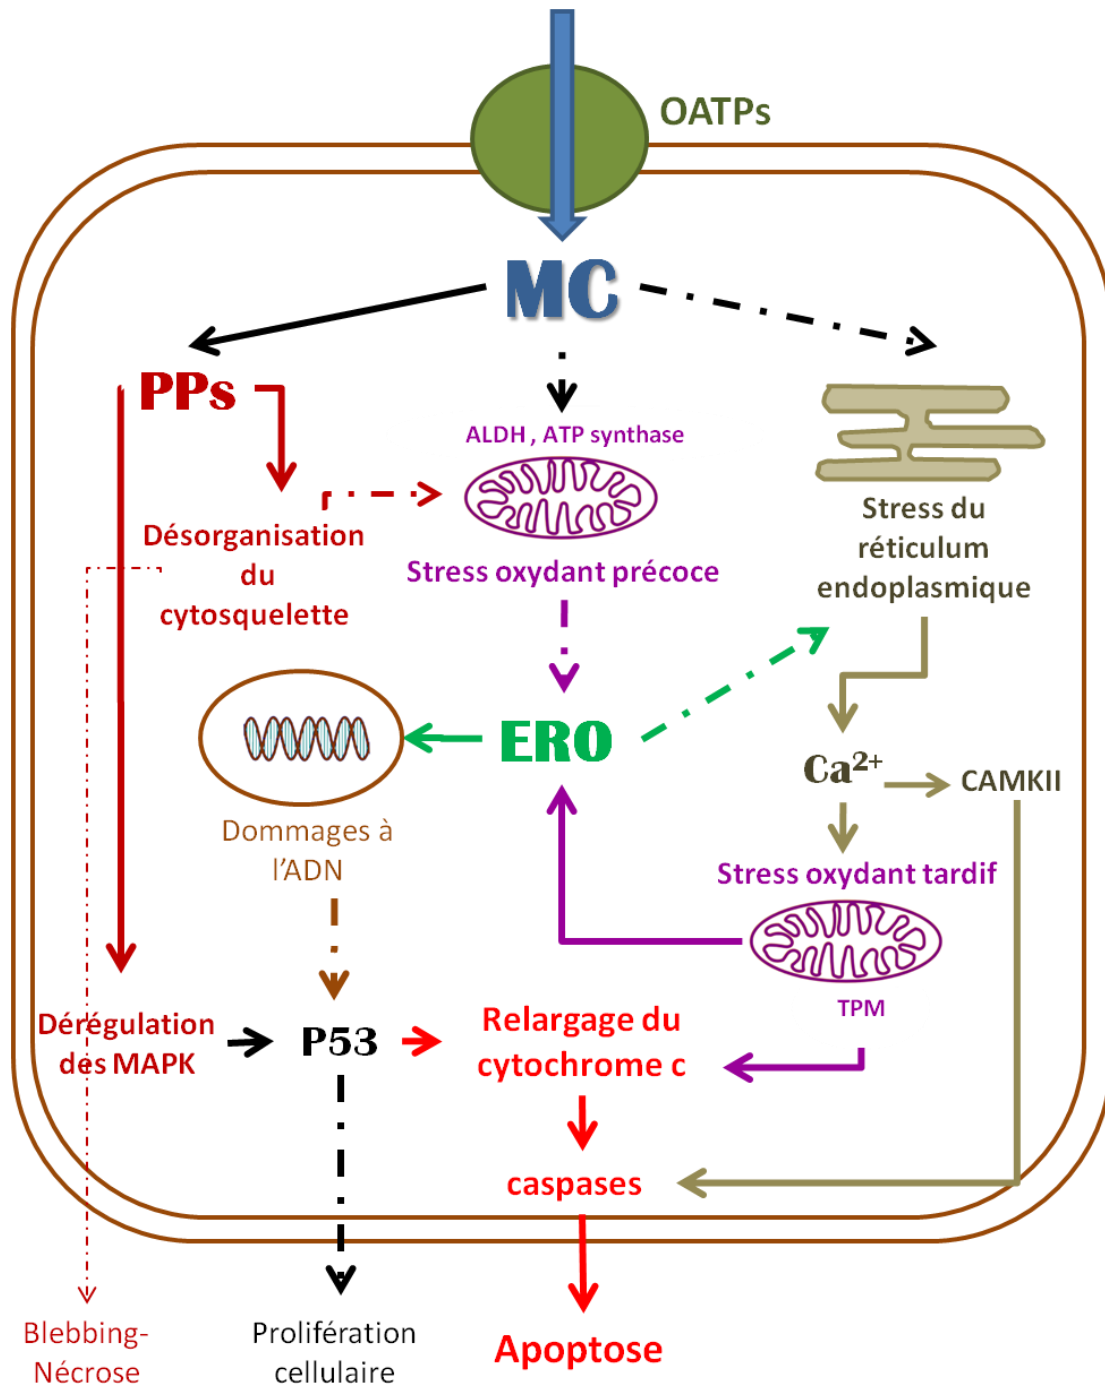 OATPs
MC
PPs
ALDH , ATP synthase
Stress oxydant précoce
Stress du
réticulum
endoplasmique
Désorganisation
du
cytosquelette
ERO
Ca²⁺
CAMKII
Dommages à
l'ADN
Stress oxydant tardif
TPM
Dérégulation
des MAPK
P53
Relargage du
cytochrome c
caspases
Blebbing-
Nécrose
Prolifération
cellulaire
Apoptose